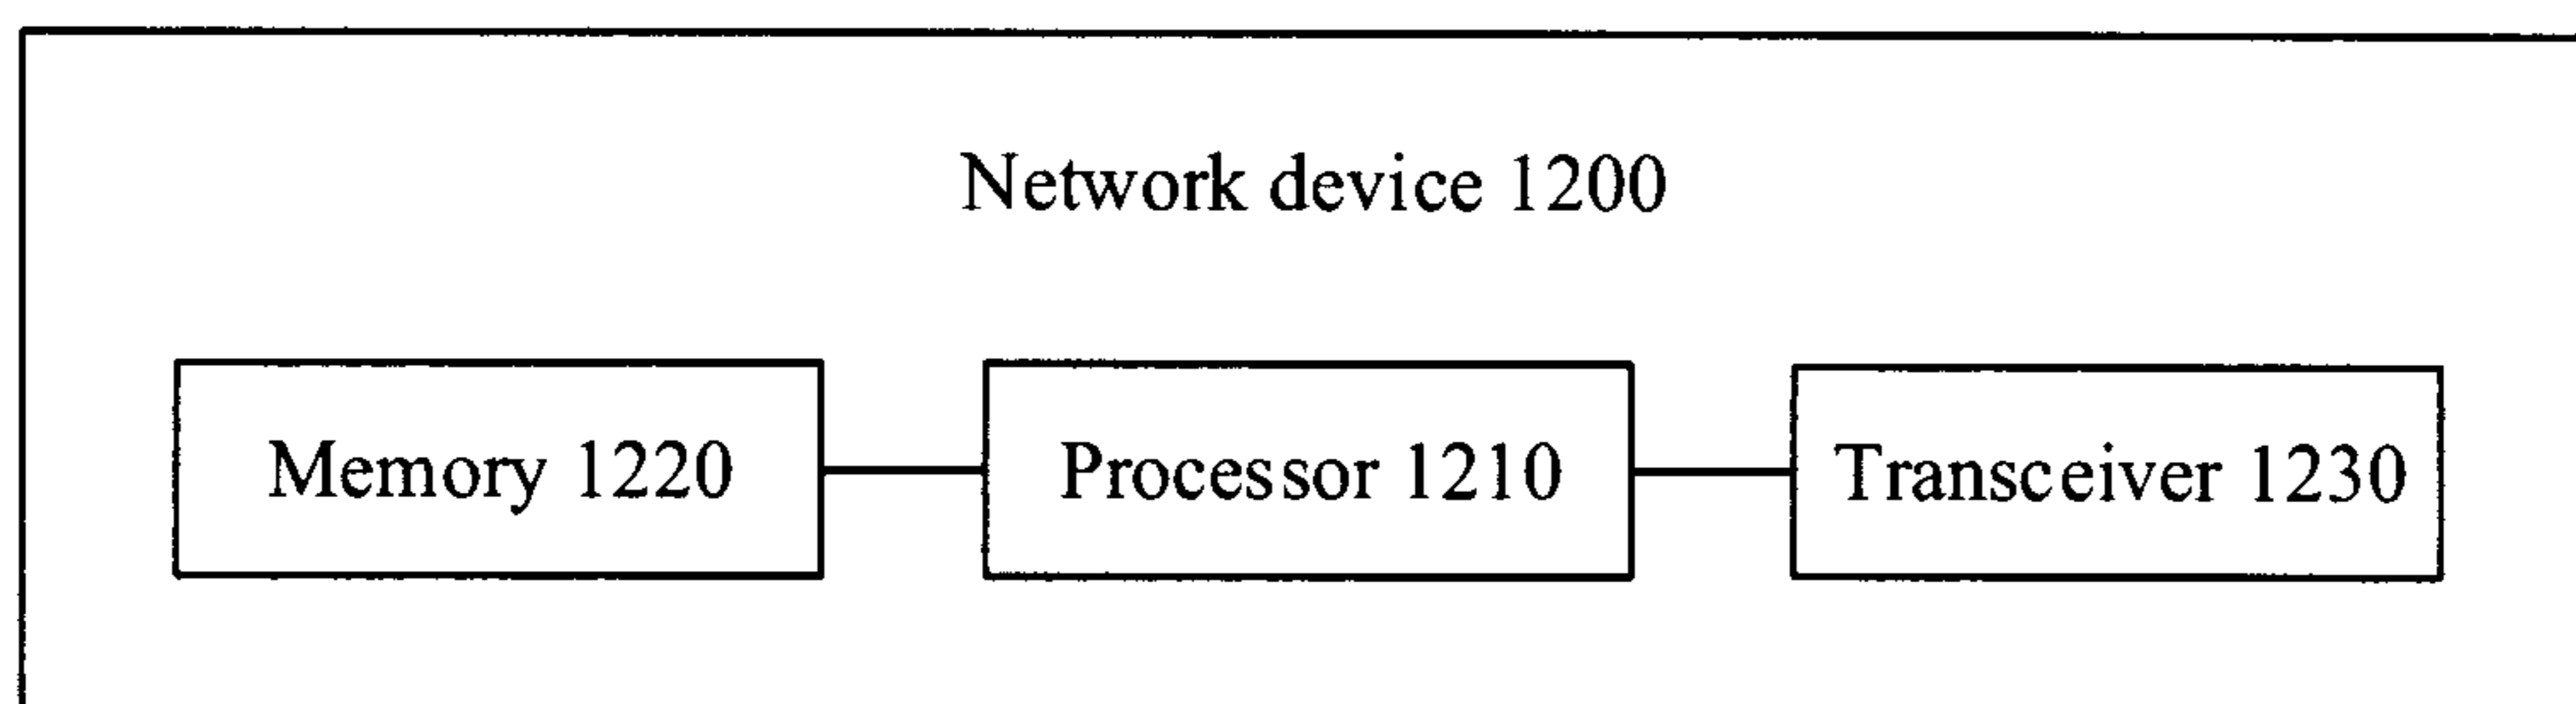 Network device 1200
Memory 1220
Processor 1210
Transceiver 1230